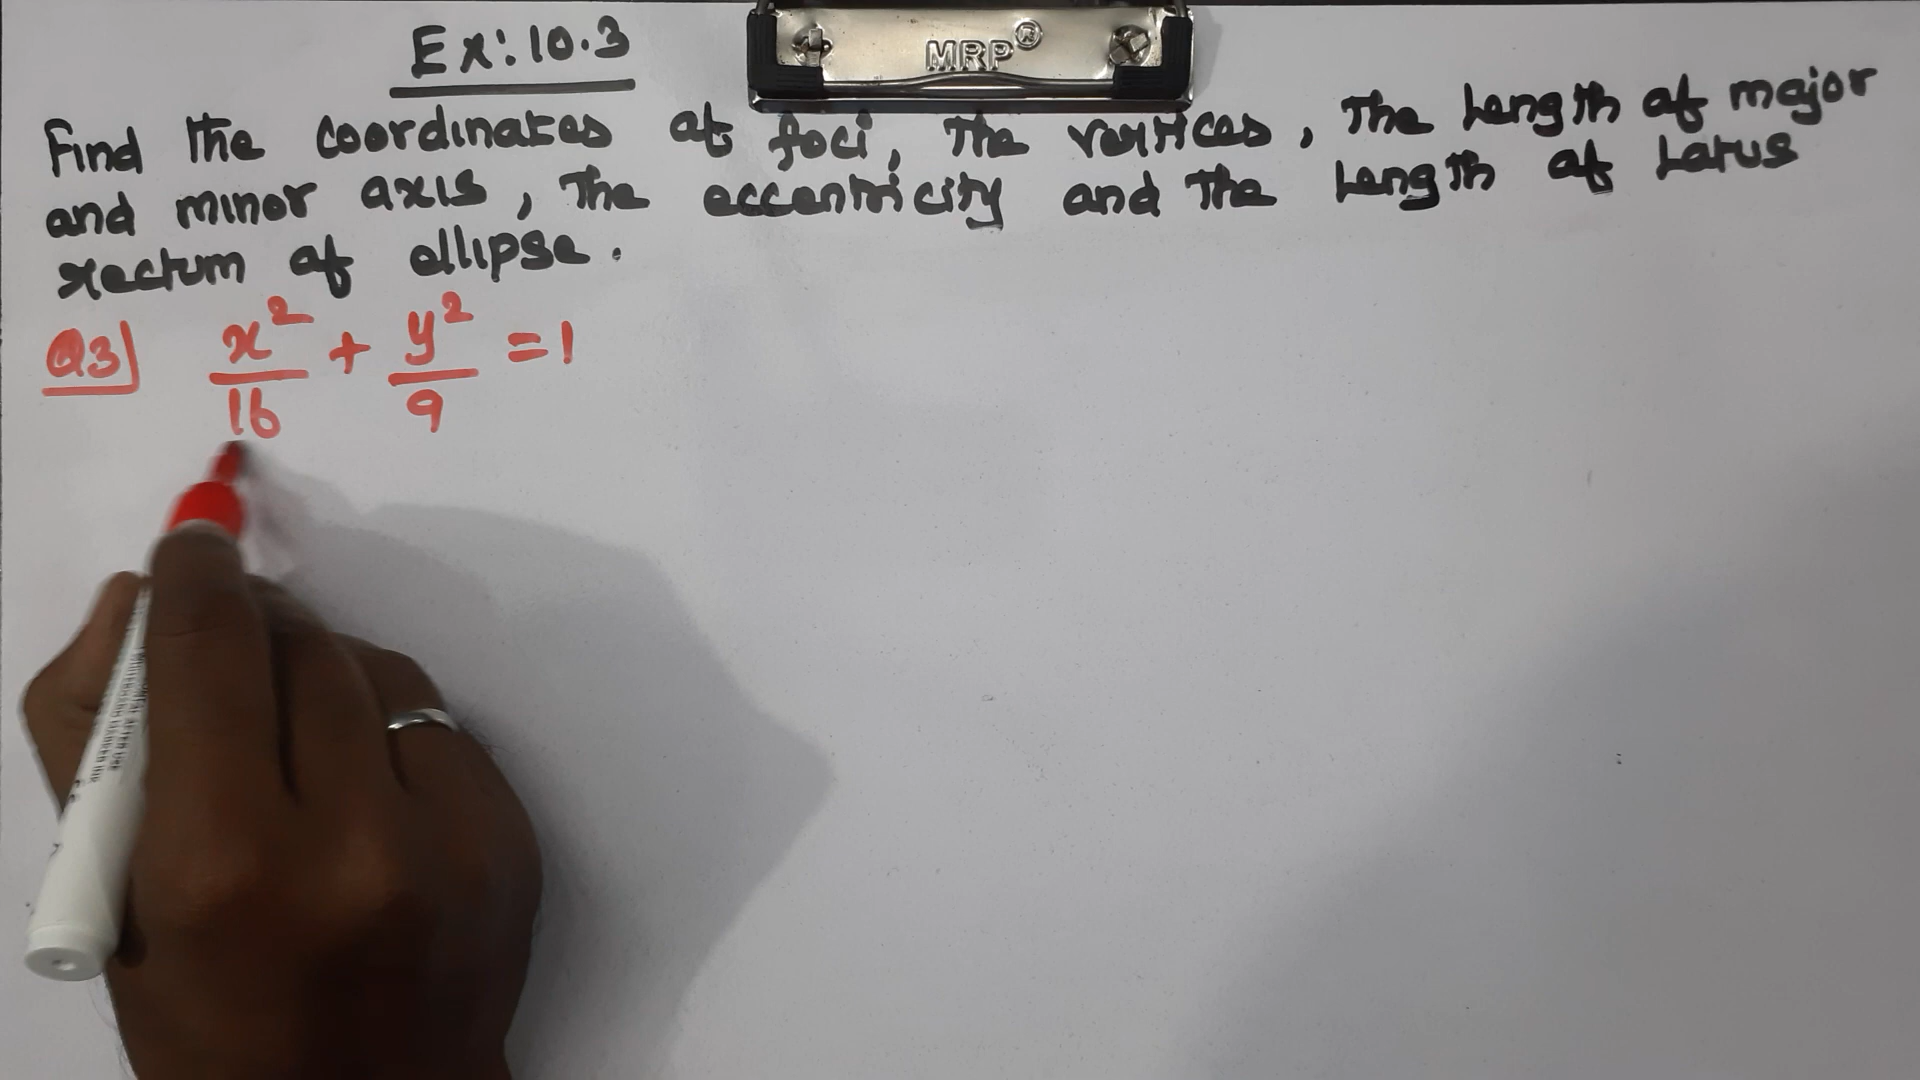 Ex: 10.3
MRP®
Find the coordinates of foci, The vertices, The Length of major
and minor axis, The eccentricity and The Length of Latus
rectum of ellipse.
Q3) x²/16 + y²/9 = 1